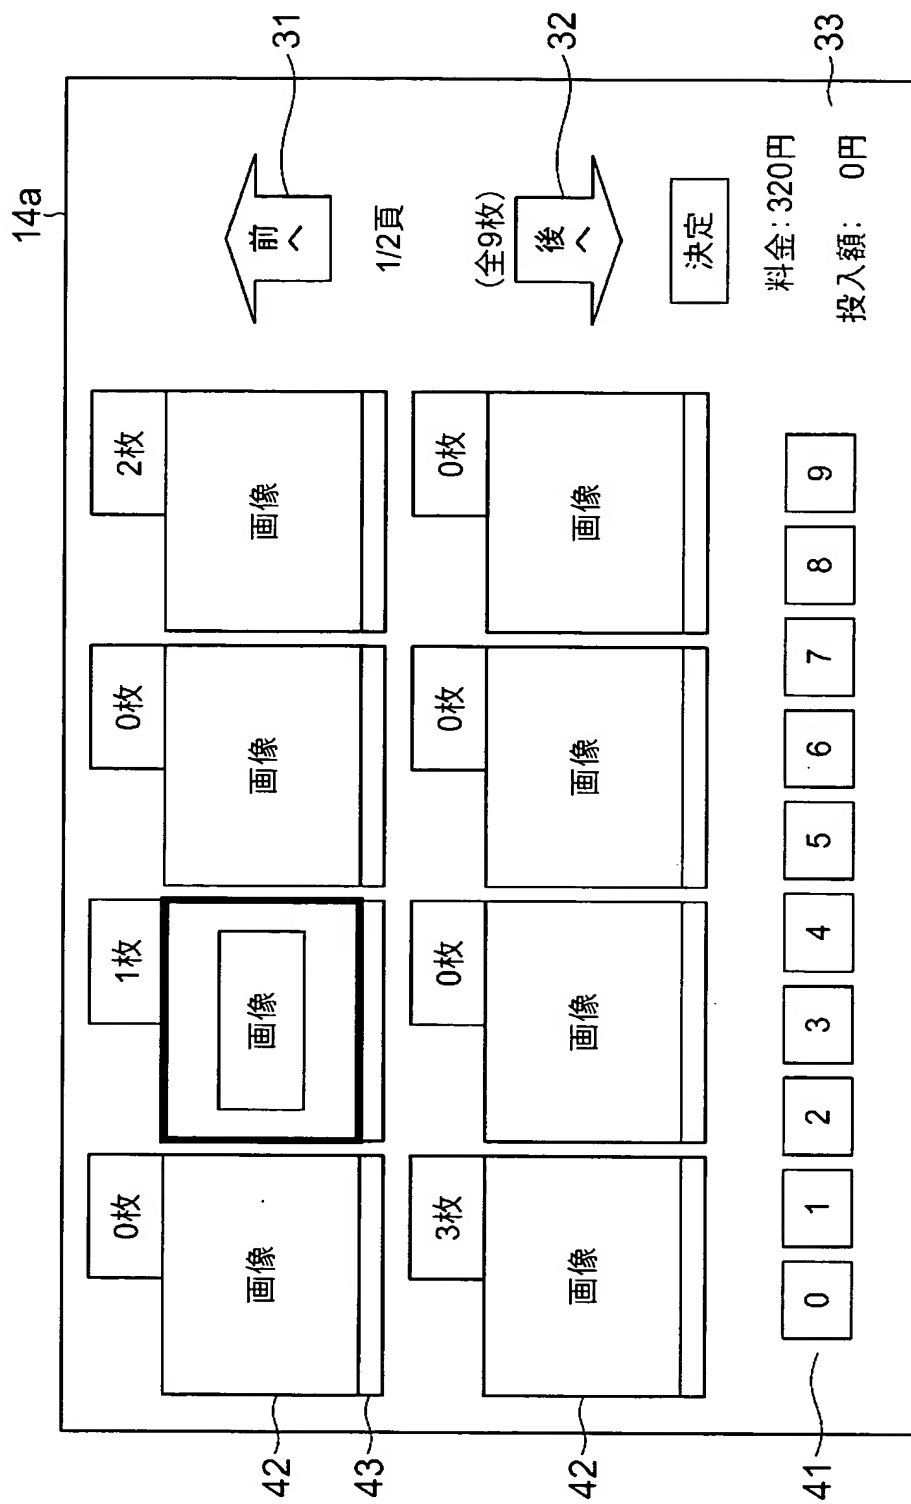 14a
0枚
1枚
0枚
2枚
画像
画像
画像
画像
42
43
3枚
0枚
0枚
0枚
画像
画像
画像
画像
42
前へ
31
1/2頁
(全9枚)
後へ
32
決定
料金：320円
投入額： 0円
33
0 1 2 3 4 5 6 7 8 9
41